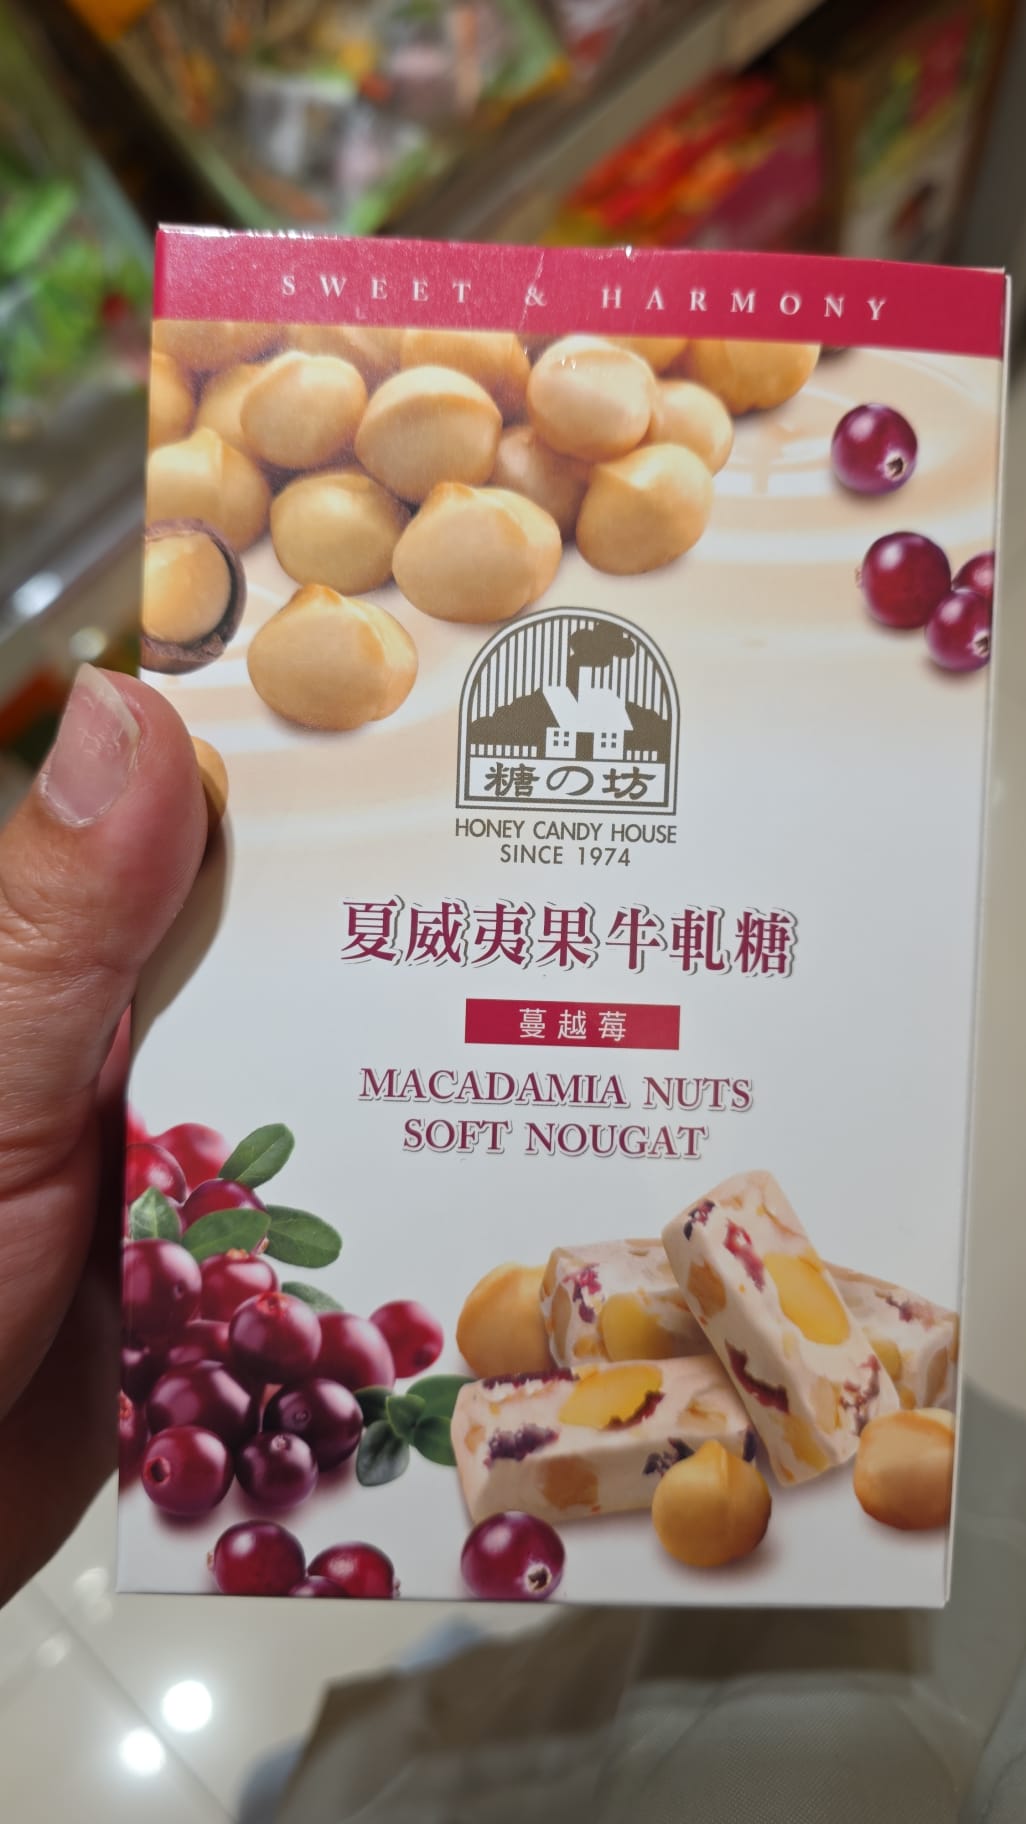 SWEET & HARMONY
糖の坊
HONEY CANDY HOUSE
SINCE 1974
夏威夷果牛軋糖
蔓越莓
MACADAMIA NUTS
SOFT NOUGAT